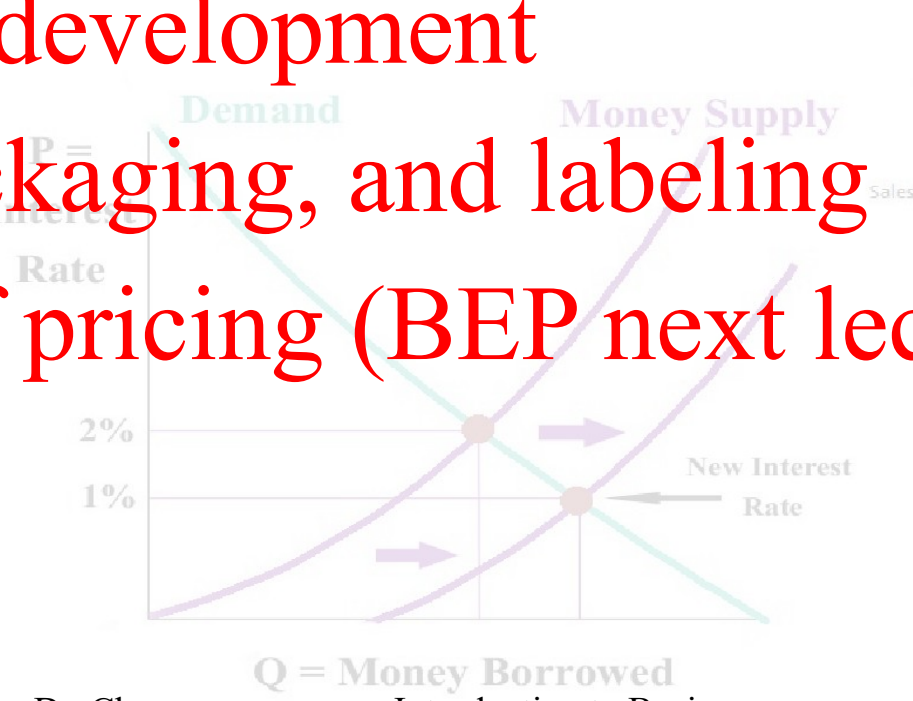 development
Demand
Money Supply
P =
kaging, and labeling
Sales
Interest
Rate
pricing (BEP next lec
2%
1%
New Interest
Rate
Q = Money Borrowed